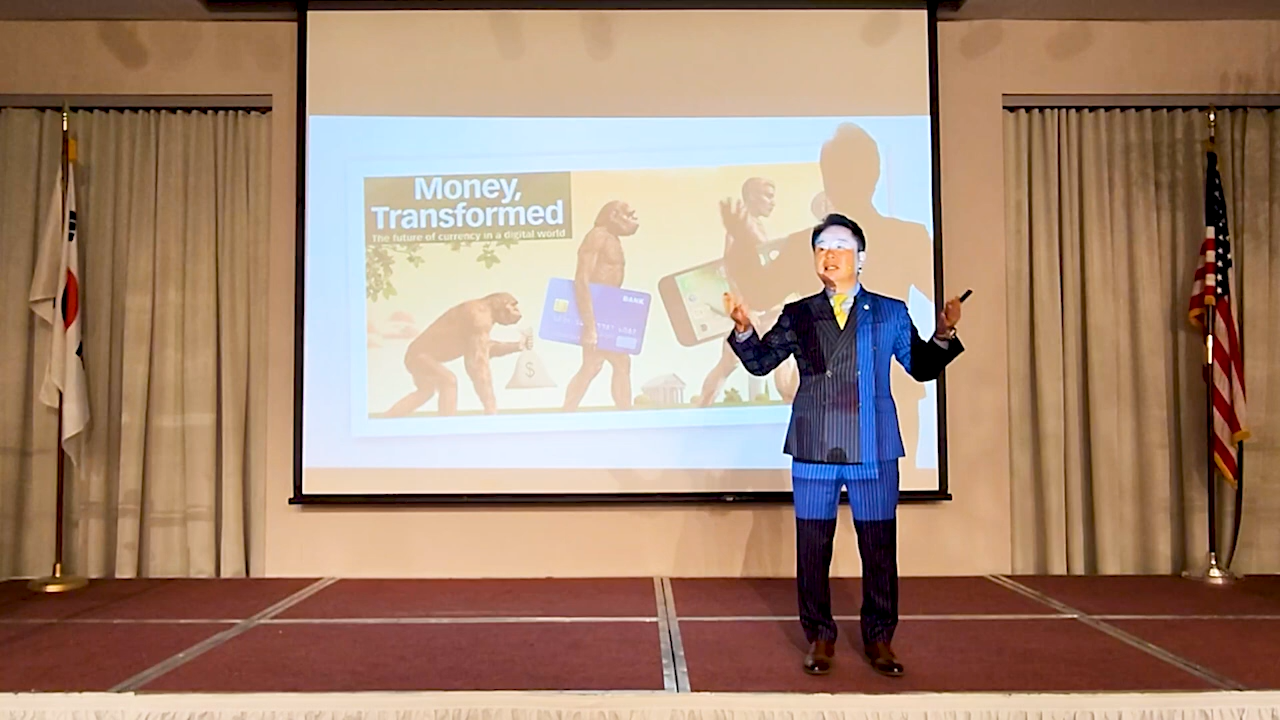 Money,
Transformed
The future of currency in a digital world
BANK
$